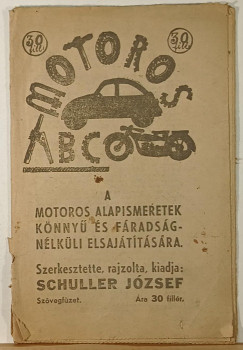 30 fill.
30 fill.
MOTOROS
ABC
A
MOTOROS ALAPISMERETEK
KÖNNYÜ ÉS FÁRADSÁG-
NÉLKÜLI ELSAJÁTÍTÁSÁRA.
Szerkesztette, rajzolta, kiadja:
SCHULLER JÓZSEF
Szövegfüzet. Ára 30 fillér.